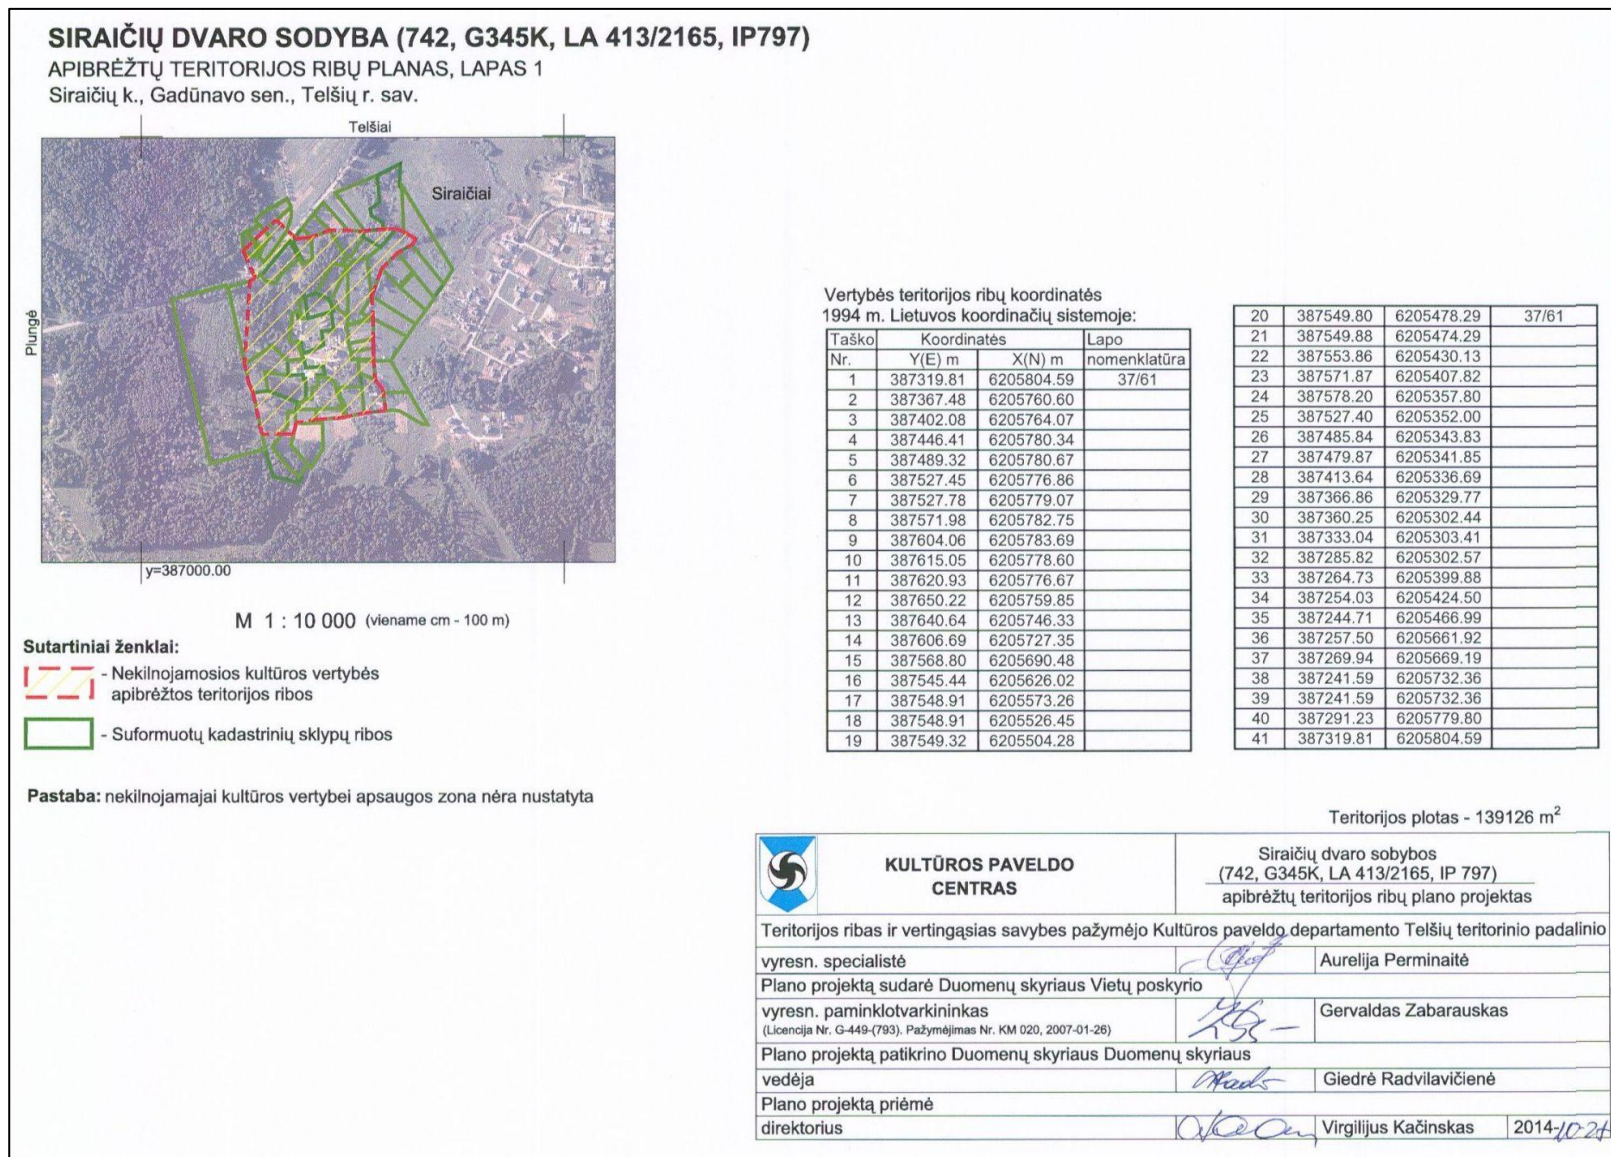 SIRAIČIŲ DVARO SODYBA (742, G345K, LA 413/2165, IP797)
APIBRĖŽTŲ TERITORIJOS RIBŲ PLANAS, LAPAS 1
Siraičių k., Gadūnavo sen., Telšių r. sav.
Telšiai
Siraičiai
Plungė
y=387000.00
M 1 : 10 000 (viename cm - 100 m)
Sutartiniai ženklai:
- Nekilnojamosios kultūros vertybės
apibrėžtos teritorijos ribos
- Suformuotų kadastrinių sklypų ribos
Pastaba: nekilnojamajai kultūros vertybei apsaugos zona nėra nustatyta
Vertybės teritorijos ribų koordinatės
1994 m. Lietuvos koordinačių sistemoje:
Taško Koordinatės Lapo
Nr. Y(E) m X(N) m nomenklatūra
1 387319.81 6205804.59 37/61
2 387367.48 6205760.60
3 387402.08 6205764.07
4 387446.41 6205780.34
5 387489.32 6205780.67
6 387527.45 6205776.86
7 387527.78 6205779.07
8 387571.98 6205782.75
9 387604.06 6205783.69
10 387615.05 6205778.60
11 387620.93 6205776.67
12 387650.22 6205759.85
13 387640.64 6205746.33
14 387606.69 6205727.35
15 387568.80 6205690.48
16 387545.44 6205626.02
17 387548.91 6205573.26
18 387548.91 6205526.45
19 387549.32 6205504.28
20 387549.80 6205478.29 37/61
21 387549.88 6205474.29
22 387553.86 6205430.13
23 387571.87 6205407.82
24 387578.20 6205357.80
25 387527.40 6205352.00
26 387485.84 6205343.83
27 387479.87 6205341.85
28 387413.64 6205336.69
29 387366.86 6205329.77
30 387360.25 6205302.44
31 387333.04 6205303.41
32 387285.82 6205302.57
33 387264.73 6205399.88
34 387254.03 6205424.50
35 387244.71 6205466.99
36 387257.50 6205661.92
37 387269.94 6205669.19
38 387241.59 6205732.36
39 387241.59 6205732.36
40 387291.23 6205779.80
41 387319.81 6205804.59
Teritorijos plotas - 139126 m²
KULTŪROS PAVELDO
CENTRAS
Siraičių dvaro sobybos
(742, G345K, LA 413/2165, IP 797)
apibrėžtų teritorijos ribų plano projektas
Teritorijos ribas ir vertingąsias savybes pažymėjo Kultūros paveldo departamento Telšių teritorinio padalinio
vyresn. specialistė Aurelija Perminaitė
Plano projektą sudarė Duomenų skyriaus Vietų poskyrio
vyresn. paminklotvarkininkas Gervaldas Zabarauskas
(Licencija Nr. G-449-(793). Pažymėjimas Nr. KM 020, 2007-01-26)
Plano projektą patikrino Duomenų skyriaus Duomenų skyriaus
vedėja Giedrė Radvilavičienė
Plano projektą priėmė
direktorius Virgilijus Kačinskas 2014-